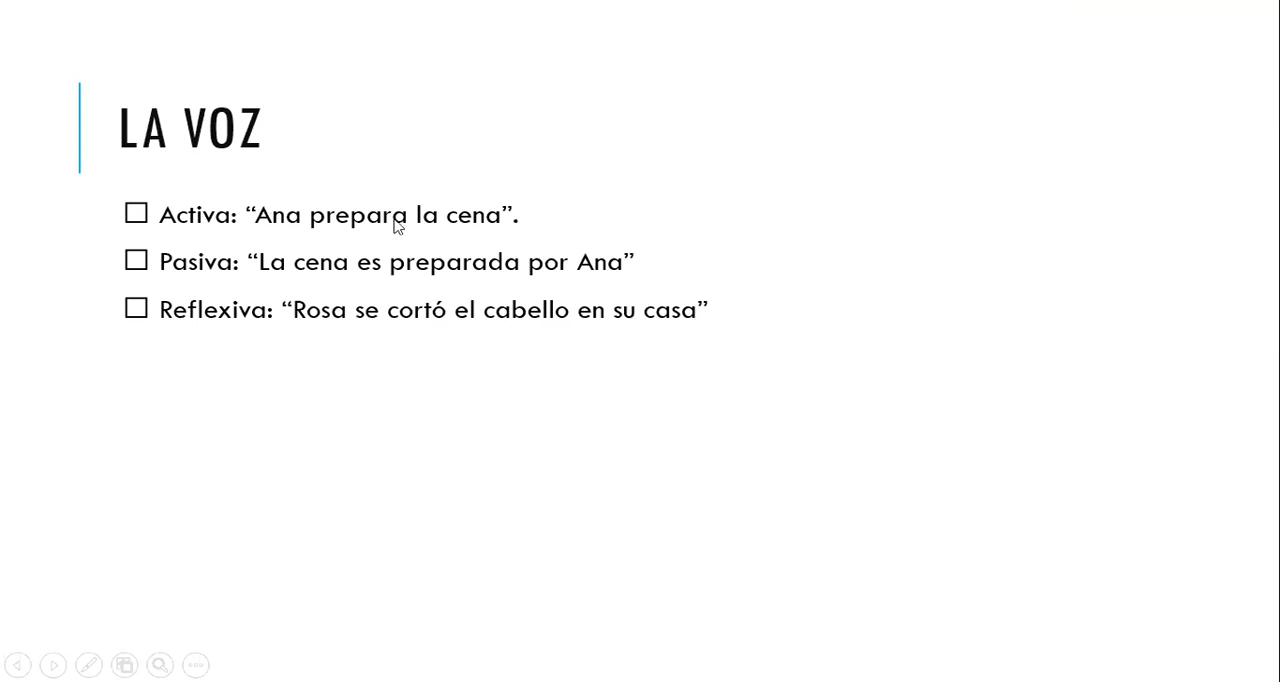 LA VOZ
Activa: “Ana prepara la cena”.
Pasiva: “La cena es preparada por Ana”
Reflexiva: “Rosa se cortó el cabello en su casa”